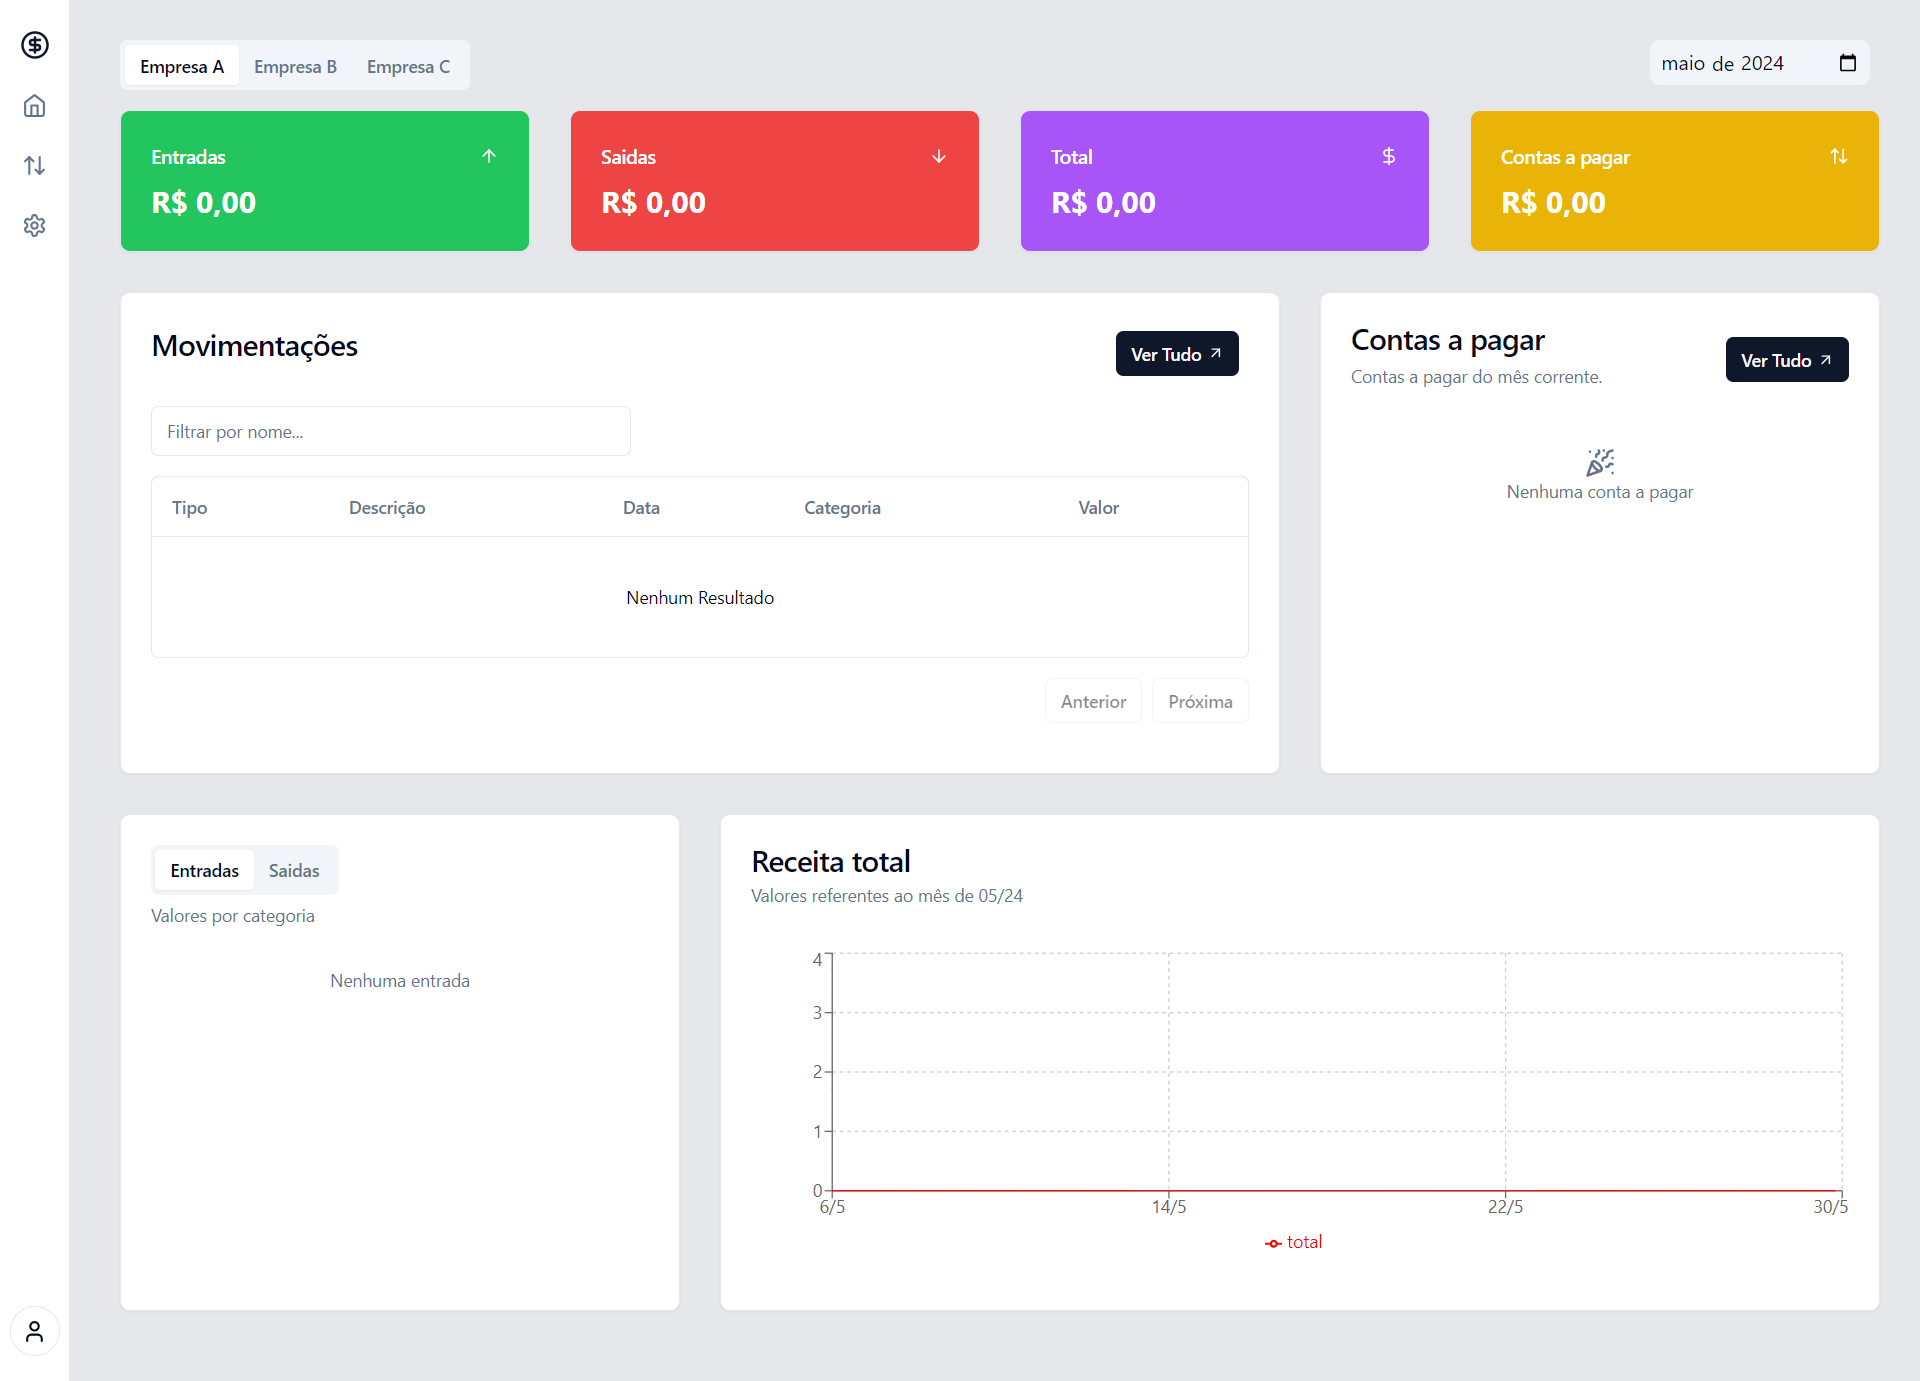 Empresa A Empresa B Empresa C
maio de 2024
Entradas
R$ 0,00
Saidas
R$ 0,00
Total
$
R$ 0,00
Contas a pagar
R$ 0,00
Movimentações
Ver Tudo
Filtrar por nome...
Tipo Descrição Data Categoria Valor
Nenhum Resultado
Anterior Próxima
Contas a pagar
Contas a pagar do mês corrente.
Ver Tudo
Nenhuma conta a pagar
Entradas Saidas
Valores por categoria
Nenhuma entrada
Receita total
Valores referentes ao mês de 05/24
4
3
2
1
0
6/5 14/5 22/5 30/5
total